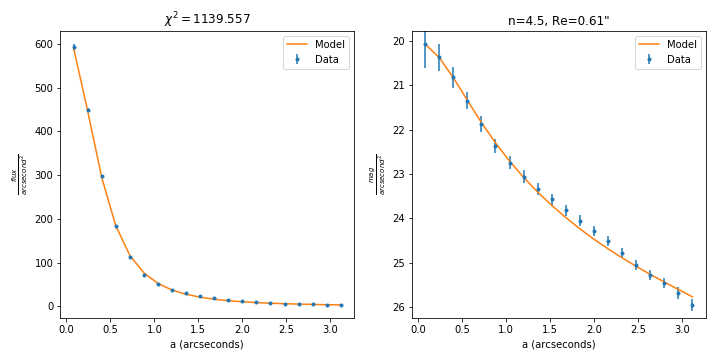 χ² = 1139.557
n=4.5, Re=0.61"
Model
Data
Model
Data
600
500
400
300
200
100
0
20
21
22
23
24
25
26
flux
arcsecond²
mag
arcsecond²
0.0 0.5 1.0 1.5 2.0 2.5 3.0
0.0 0.5 1.0 1.5 2.0 2.5 3.0
a (arcseconds)
a (arcseconds)